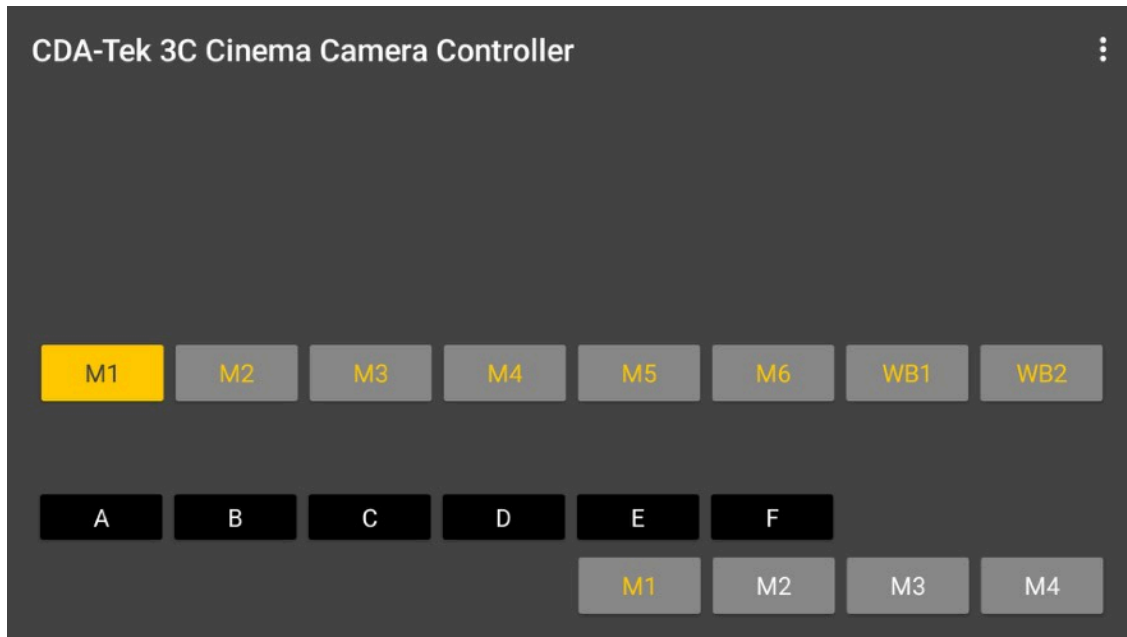 CDA-Tek 3C Cinema Camera Controller
M1 M2 M3 M4 M5 M6 WB1 WB2
A B C D E F
M1 M2 M3 M4